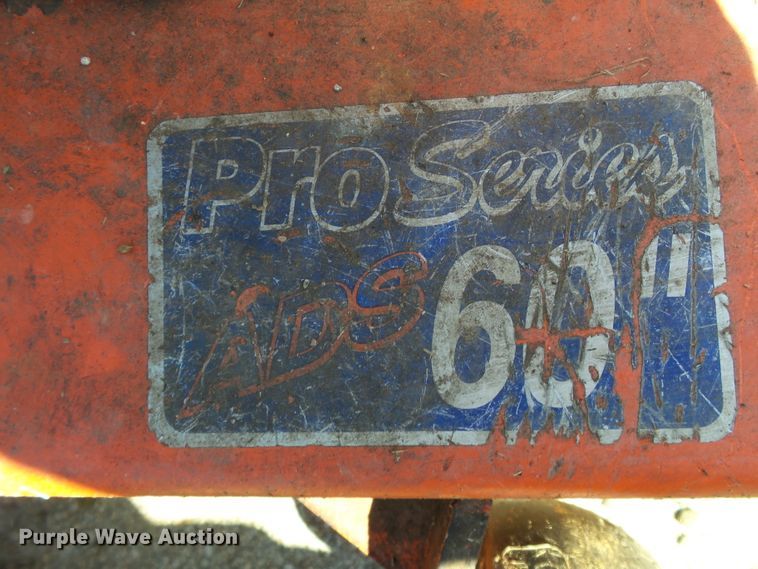 Pro Series
ADS 60"
Purple Wave Auction